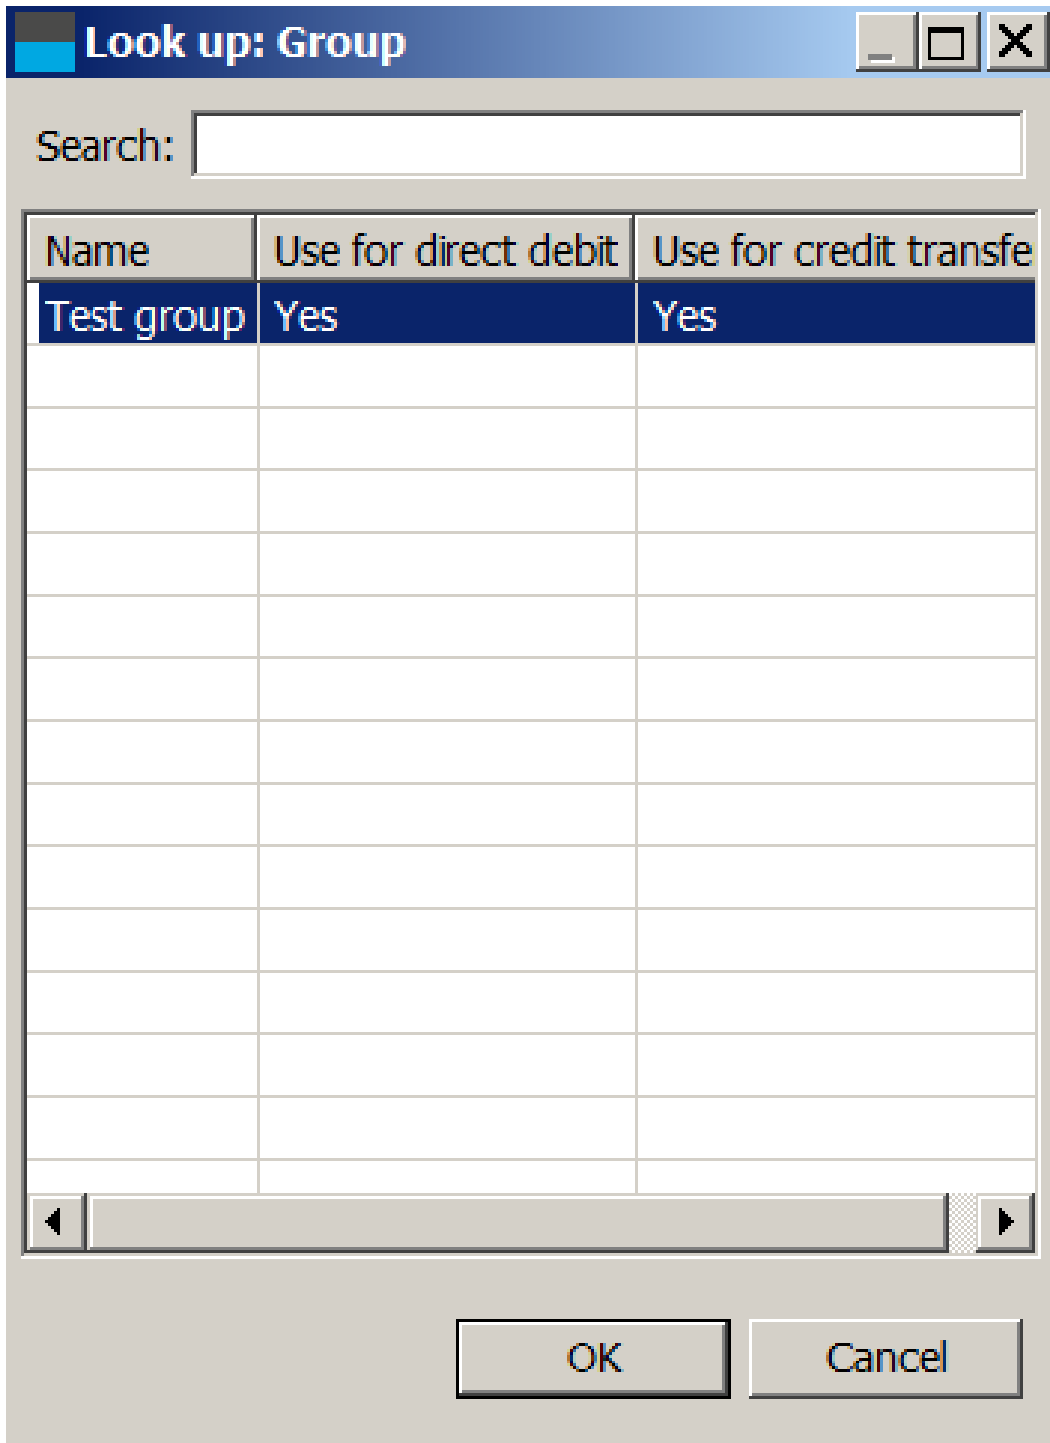 Look up: Group
Search:
Name Use for direct debit Use for credit transfe
Test group Yes Yes
OK Cancel